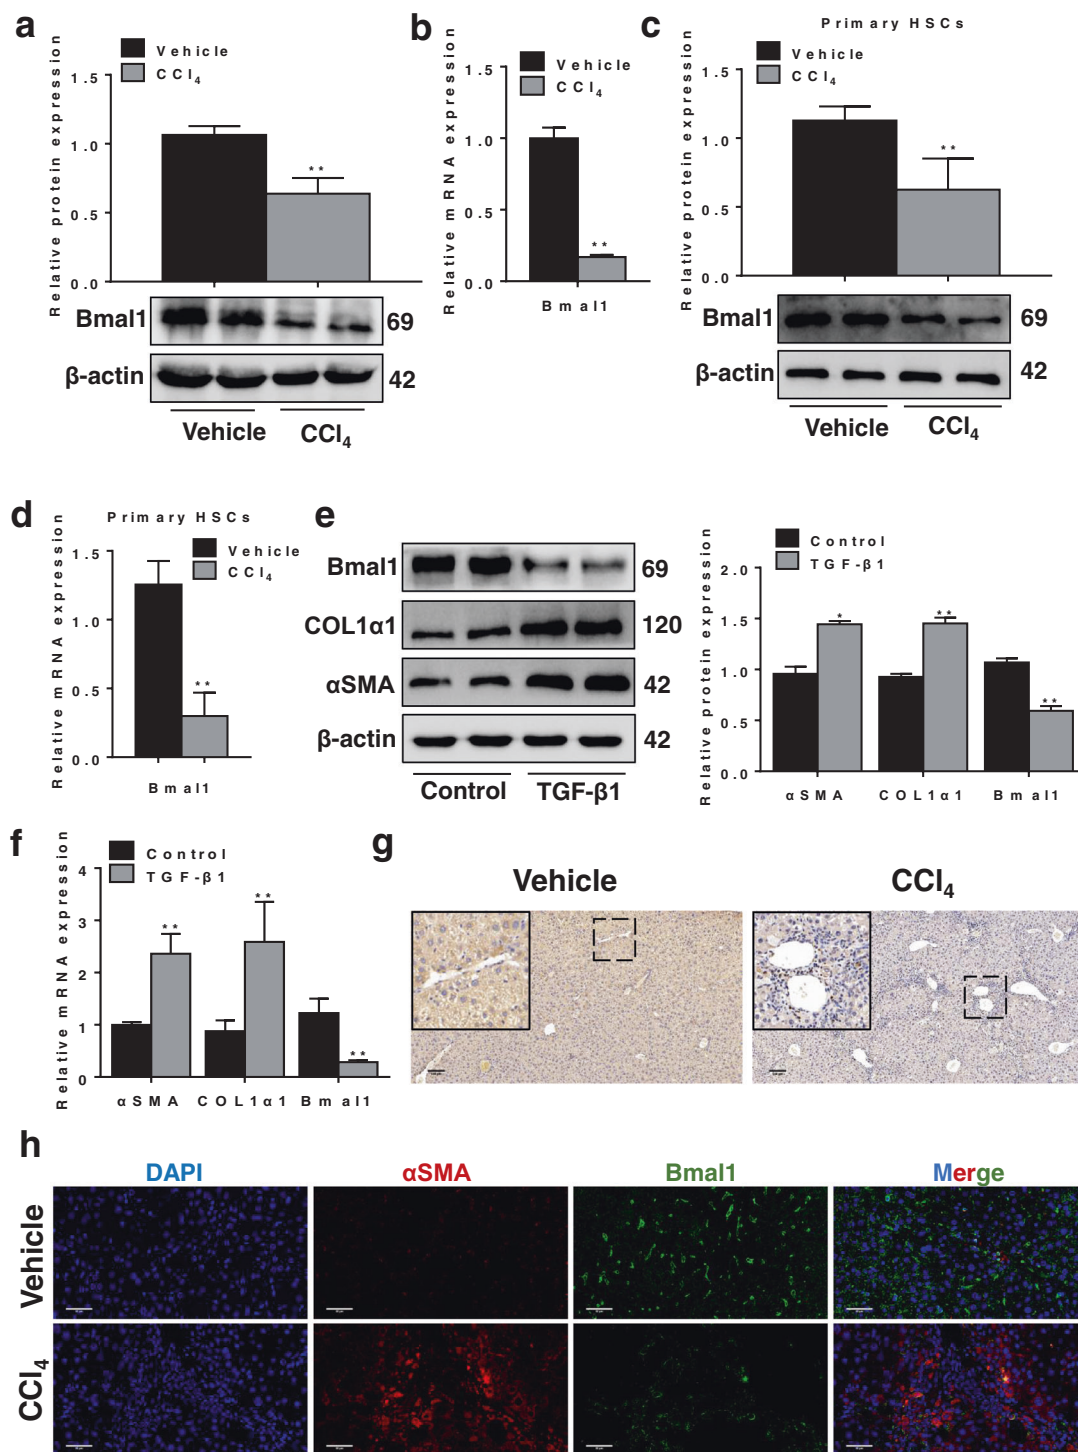 a
Vehicle
CCl4
Relative protein expression
1.5
1.0
0.5
0.0
**
Bmal1
69
β-actin
42
Vehicle
CCl4
b
Vehicle
CCl4
Relative mRNA expression
1.5
1.0
0.5
0.0
**
Bmal1
c
Primary HSCs
Vehicle
CCl4
Relative protein expression
1.5
1.0
0.5
0.0
**
Bmal1
69
β-actin
42
Vehicle
CCl4
d
Primary HSCs
Vehicle
CCl4
Relative mRNA expression
1.5
1.0
0.5
0.0
**
Bmal1
e
Bmal1
69
COL1α1
120
αSMA
42
β-actin
42
Control
TGF-β1
Control
TGF-β1
Relative protein expression
2.0
1.5
1.0
0.5
0.0
*
**
**
αSMA
COL1α1
Bmal1
f
Control
TGF-β1
Relative mRNA expression
4
3
2
1
0
**
**
**
αSMA
COL1α1
Bmal1
g
Vehicle
CCl4
h
DAPI
αSMA
Bmal1
Merge
Vehicle
CCl4